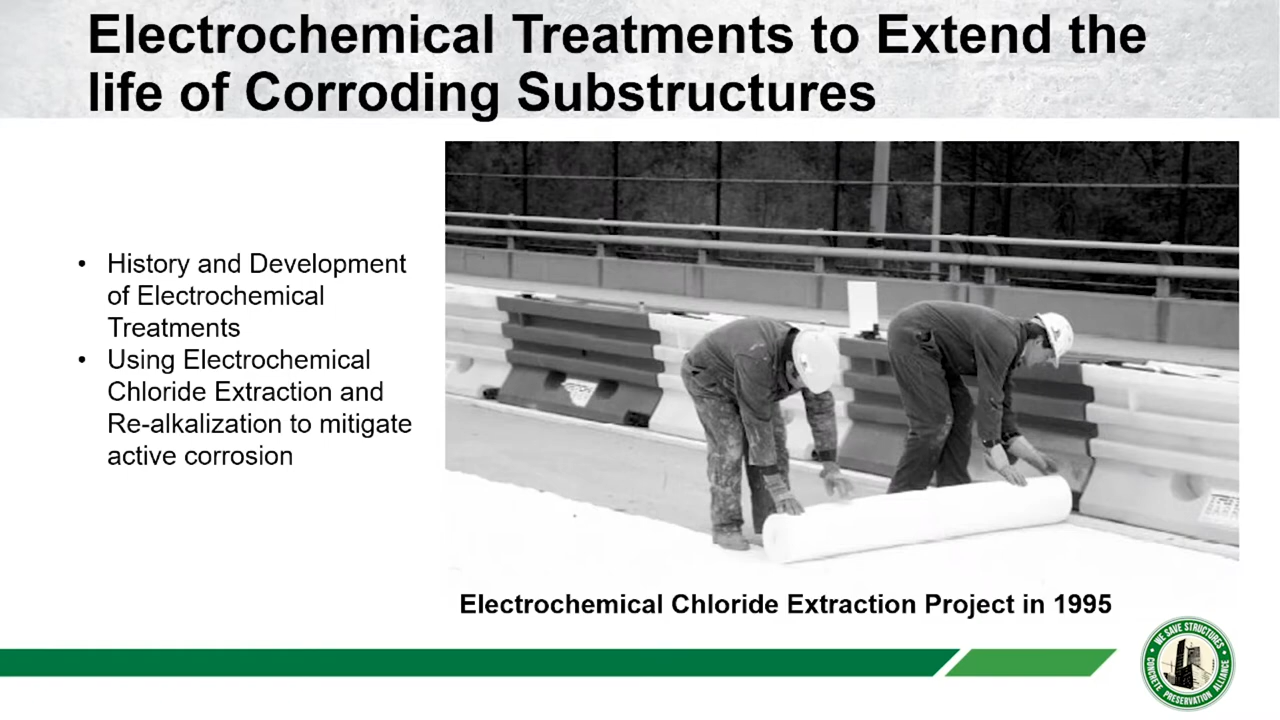 Electrochemical Treatments to Extend the
life of Corroding Substructures
• History and Development
of Electrochemical
Treatments
• Using Electrochemical
Chloride Extraction and
Re-alkalization to mitigate
active corrosion
Electrochemical Chloride Extraction Project in 1995
WE SAVE STRUCTURES
CONCRETE PRESERVATION ALLIANCE